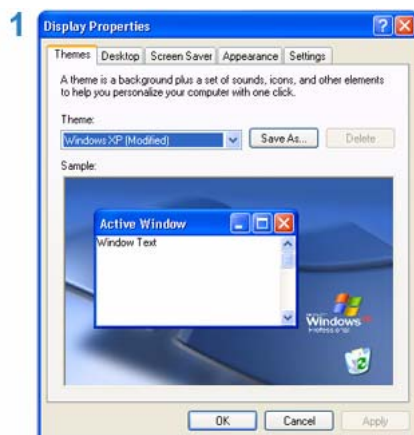 1
Display Properties
Themes Desktop Screen Saver Appearance Settings
A theme is a background plus a set of sounds, icons, and other elements
to help you personalize your computer with one click.
Theme:
Windows XP (Modified) Save As... Delete
Sample:
Active Window
Window Text
Windows
Professional
OK Cancel Apply